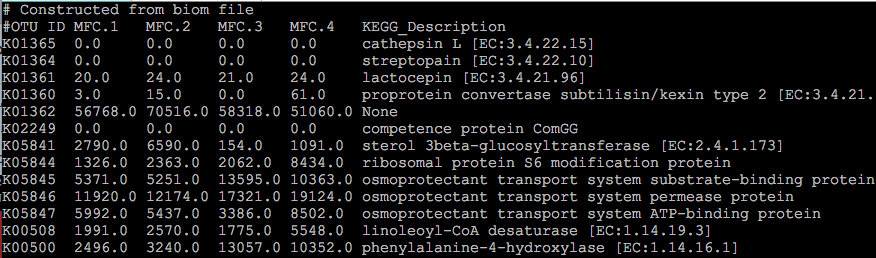 # Constructed from biom file
#OTU ID MFC.1 MFC.2 MFC.3 MFC.4 KEGG_Description
K01365 0.0 0.0 0.0 0.0 cathepsin L [EC:3.4.22.15]
K01364 0.0 0.0 0.0 0.0 streptopain [EC:3.4.22.10]
K01361 20.0 24.0 21.0 24.0 lactocepin [EC:3.4.21.96]
K01360 3.0 15.0 0.0 61.0 proprotein convertase subtilisin/kexin type 2 [EC:3.4.21.
K01362 56768.0 70516.0 58318.0 51060.0 None
K02249 0.0 0.0 0.0 0.0 competence protein ComGG
K05841 2790.0 6590.0 154.0 1091.0 sterol 3beta-glucosyltransferase [EC:2.4.1.173]
K05844 1326.0 2363.0 2062.0 8434.0 ribosomal protein S6 modification protein
K05845 5371.0 5251.0 13595.0 10363.0 osmoprotectant transport system substrate-binding protein
K05846 11920.0 12174.0 17321.0 19124.0 osmoprotectant transport system permease protein
K05847 5992.0 5437.0 3386.0 8502.0 osmoprotectant transport system ATP-binding protein
K00508 1991.0 2570.0 1775.0 5548.0 linoleoyl-CoA desaturase [EC:1.14.19.3]
K00500 2496.0 3240.0 13057.0 10352.0 phenylalanine-4-hydroxylase [EC:1.14.16.1]